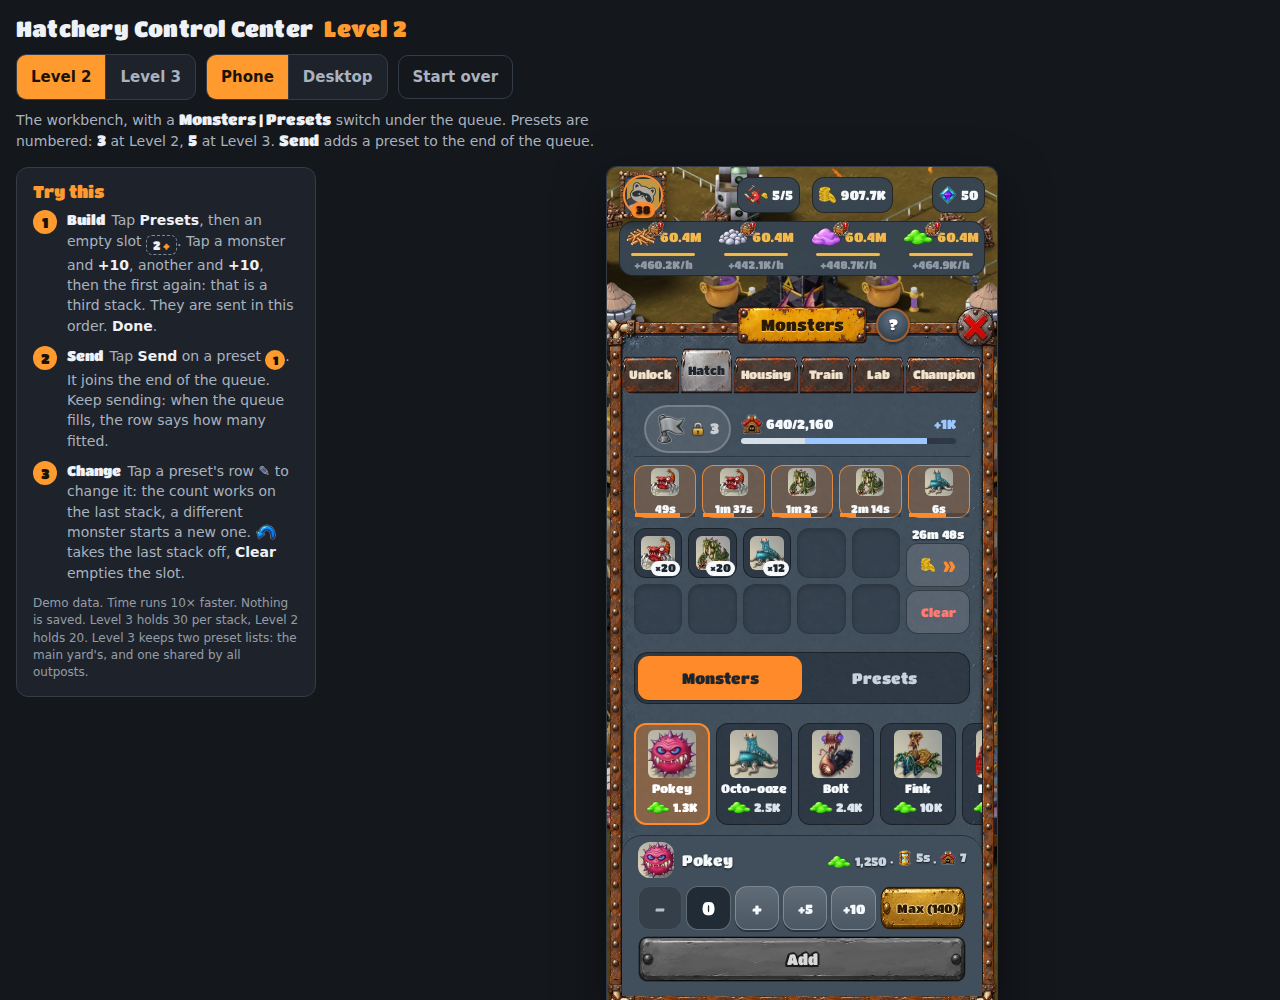 Hatchery Control Center Level 2
Level 2
Level 3
Phone
Desktop
Start over
The workbench, with a Monsters|Presets switch under the queue. Presets are
numbered: 3 at Level 2, 5 at Level 3. Send adds a preset to the end of the queue.
Try this
1 Build Tap Presets, then an
empty slot 2+. Tap a monster
and +10, another and +10,
then the first again: that is a
third stack. They are sent in this
order. Done.
2 Send Tap Send on a preset 1.
It joins the end of the queue.
Keep sending: when the queue
fills, the row says how many
fitted.
3 Change Tap a preset's row ✎ to
change it: the count works on
the last stack, a different
monster starts a new one.
takes the last stack off, Clear
empties the slot.
Demo data. Time runs 10× faster. Nothing
is saved. Level 3 holds 30 per stack, Level 2
holds 20. Level 3 keeps two preset lists: the
main yard's, and one shared by all
outposts.
38
5/5
907.7K
50
60.4M
60.4M
60.4M
60.4M
+460.2K/h
+442.1K/h
+448.7K/h
+464.9K/h
Monsters
?
Unlock
Hatch
Housing
Train
Lab
Champion
3
640/2,160
+1K
49s
1m 37s
1m 2s
2m 14s
6s
×20
×20
×12
26m 48s
»
Clear
Monsters
Presets
Pokey
Octo-ooze
Bolt
Fink
1.3K
2.5K
2.4K
10K
Pokey
1,250 · 5s · 7
−
0
+
+5
+10
Max (140)
Add